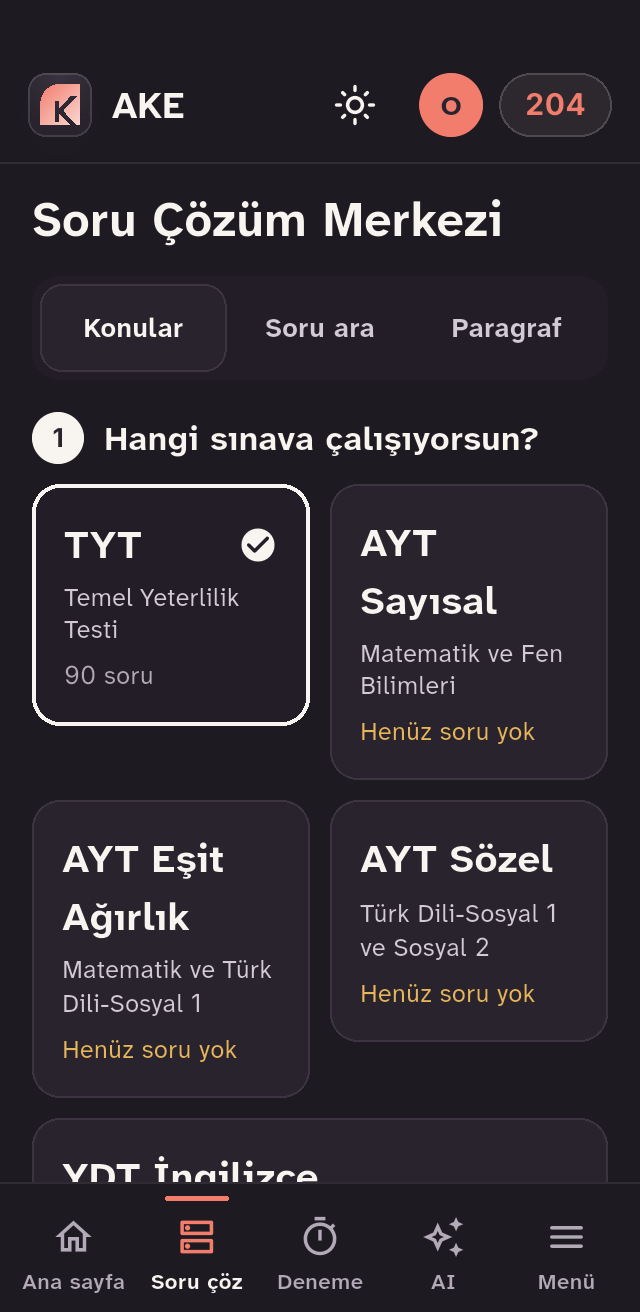 AKE
O
204
Soru Çözüm Merkezi
Konular
Soru ara
Paragraf
1
Hangi sınava çalışıyorsun?
TYT
Temel Yeterlilik
Testi
90 soru
AYT
Sayısal
Matematik ve Fen
Bilimleri
Henüz soru yok
AYT Eşit
Ağırlık
Matematik ve Türk
Dili-Sosyal 1
Henüz soru yok
AYT Sözel
Türk Dili-Sosyal 1
ve Sosyal 2
Henüz soru yok
YDT İngilizce
Ana sayfa
Soru çöz
Deneme
AI
Menü